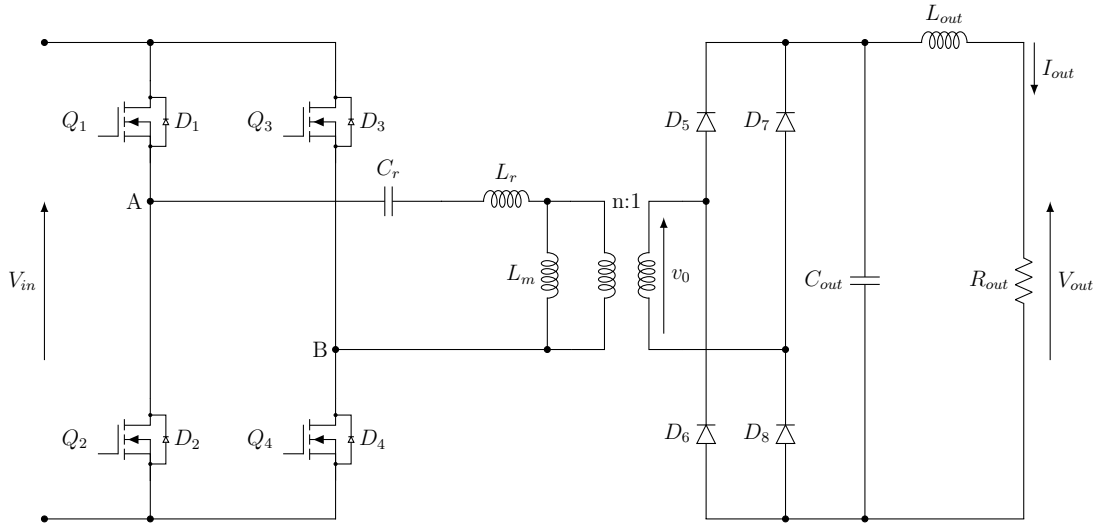 L_out
I_out
Q_1
D_1
Q_3
D_3
D_5
D_7
C_r
L_r
A
n:1
V_in
L_m
v_0
C_out
R_out
V_out
B
Q_2
D_2
Q_4
D_4
D_6
D_8